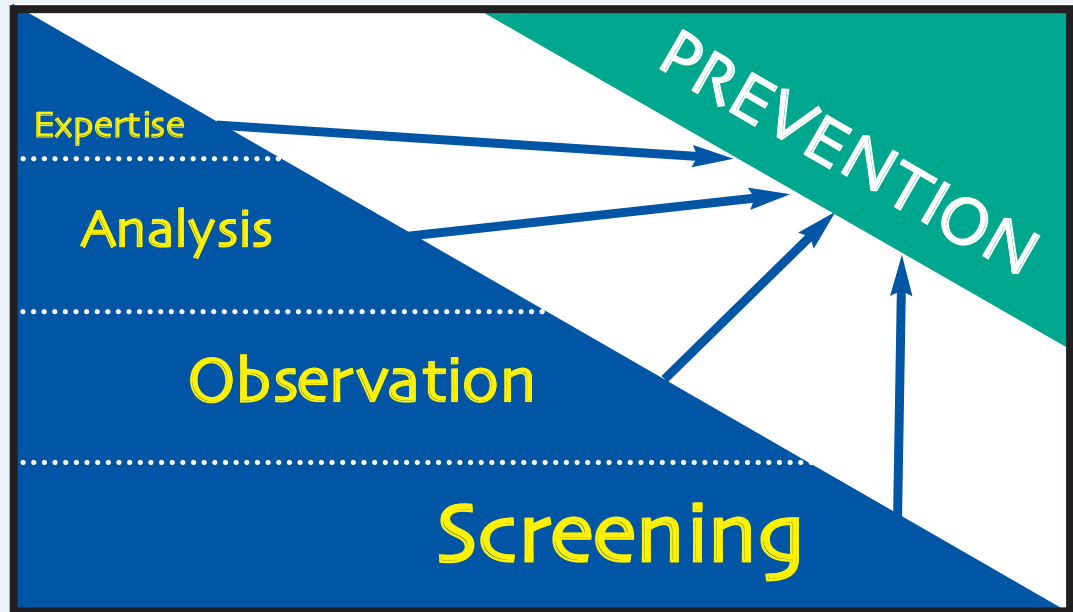 PREVENTION
Expertise
Analysis
Observation
Screening